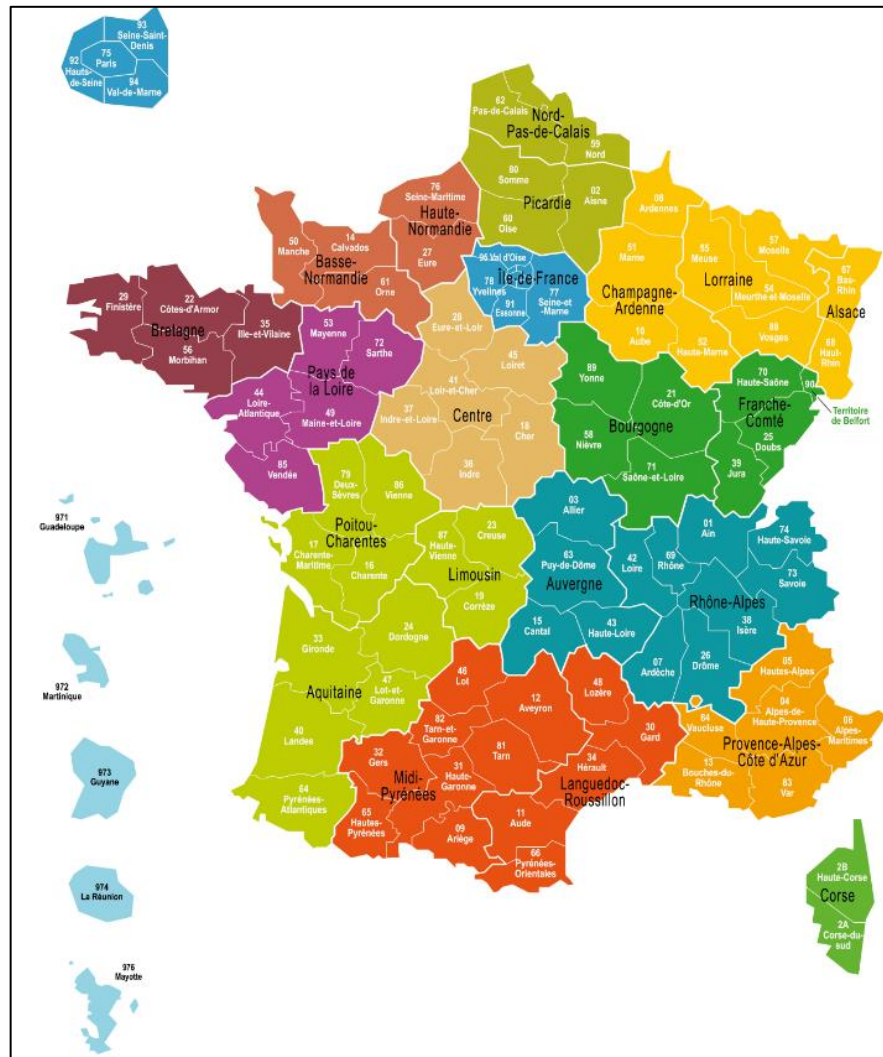 93
Seine-Saint-
Denis
92
Hauts-
de-Seine
75
Paris
94
Val-de-Marne
62
Pas-de-Calais
Nord-
Pas-de-Calais
59
Nord
80
Somme
Picardie
02
Aisne
60
Oise
76
Seine-Maritime
Haute-
Normandie
27
Eure
50
Manche
14
Calvados
Basse-
Normandie
61
Orne
95 Val d'Oise
Île-de-France
78
Yvelines
91
Essonne
77
Seine-et-
Marne
08
Ardennes
51
Marne
Champagne-
Ardenne
10
Aube
52
Haute-Marne
55
Meuse
57
Moselle
Lorraine
54
Meurthe-et-Moselle
88
Vosges
67
Bas-
Rhin
Alsace
68
Haut-
Rhin
29
Finistère
22
Côtes-d'Armor
Bretagne
35
Ille-et-Vilaine
56
Morbihan
53
Mayenne
72
Sarthe
Pays de
la Loire
44
Loire-
Atlantique
49
Maine-et-Loire
85
Vendée
28
Eure-et-Loir
45
Loiret
41
Loir-et-Cher
37
Indre-et-Loire
Centre
18
Cher
36
Indre
89
Yonne
21
Côte-d'Or
Bourgogne
58
Nièvre
71
Saône-et-Loire
70
Haute-Saône
90
Territoire
de Belfort
Franche-
Comté
25
Doubs
39
Jura
79
Deux-
Sèvres
86
Vienne
Poitou-
Charentes
17
Charente-
Maritime
16
Charente
87
Haute-
Vienne
23
Creuse
Limousin
19
Corrèze
03
Allier
63
Puy-de-Dôme
Auvergne
15
Cantal
43
Haute-Loire
42
Loire
69
Rhône
01
Ain
74
Haute-Savoie
73
Savoie
Rhône-Alpes
38
Isère
07
Ardèche
26
Drôme
33
Gironde
24
Dordogne
Aquitaine
47
Lot-et-
Garonne
40
Landes
64
Pyrénées-
Atlantiques
46
Lot
12
Aveyron
82
Tarn-et-
Garonne
32
Gers
31
Haute-
Garonne
81
Tarn
Midi-
Pyrénées
65
Hautes-
Pyrénées
09
Ariège
48
Lozère
30
Gard
34
Hérault
Languedoc-
Roussillon
11
Aude
66
Pyrénées-
Orientales
05
Hautes-Alpes
04
Alpes-de-
Haute-Provence
06
Alpes-
Maritimes
84
Vaucluse
Provence-Alpes-
Côte d'Azur
13
Bouches-du-
Rhône
83
Var
2B
Haute-Corse
Corse
2A
Corse-du-
sud
971
Guadeloupe
972
Martinique
973
Guyane
974
La Réunion
976
Mayotte